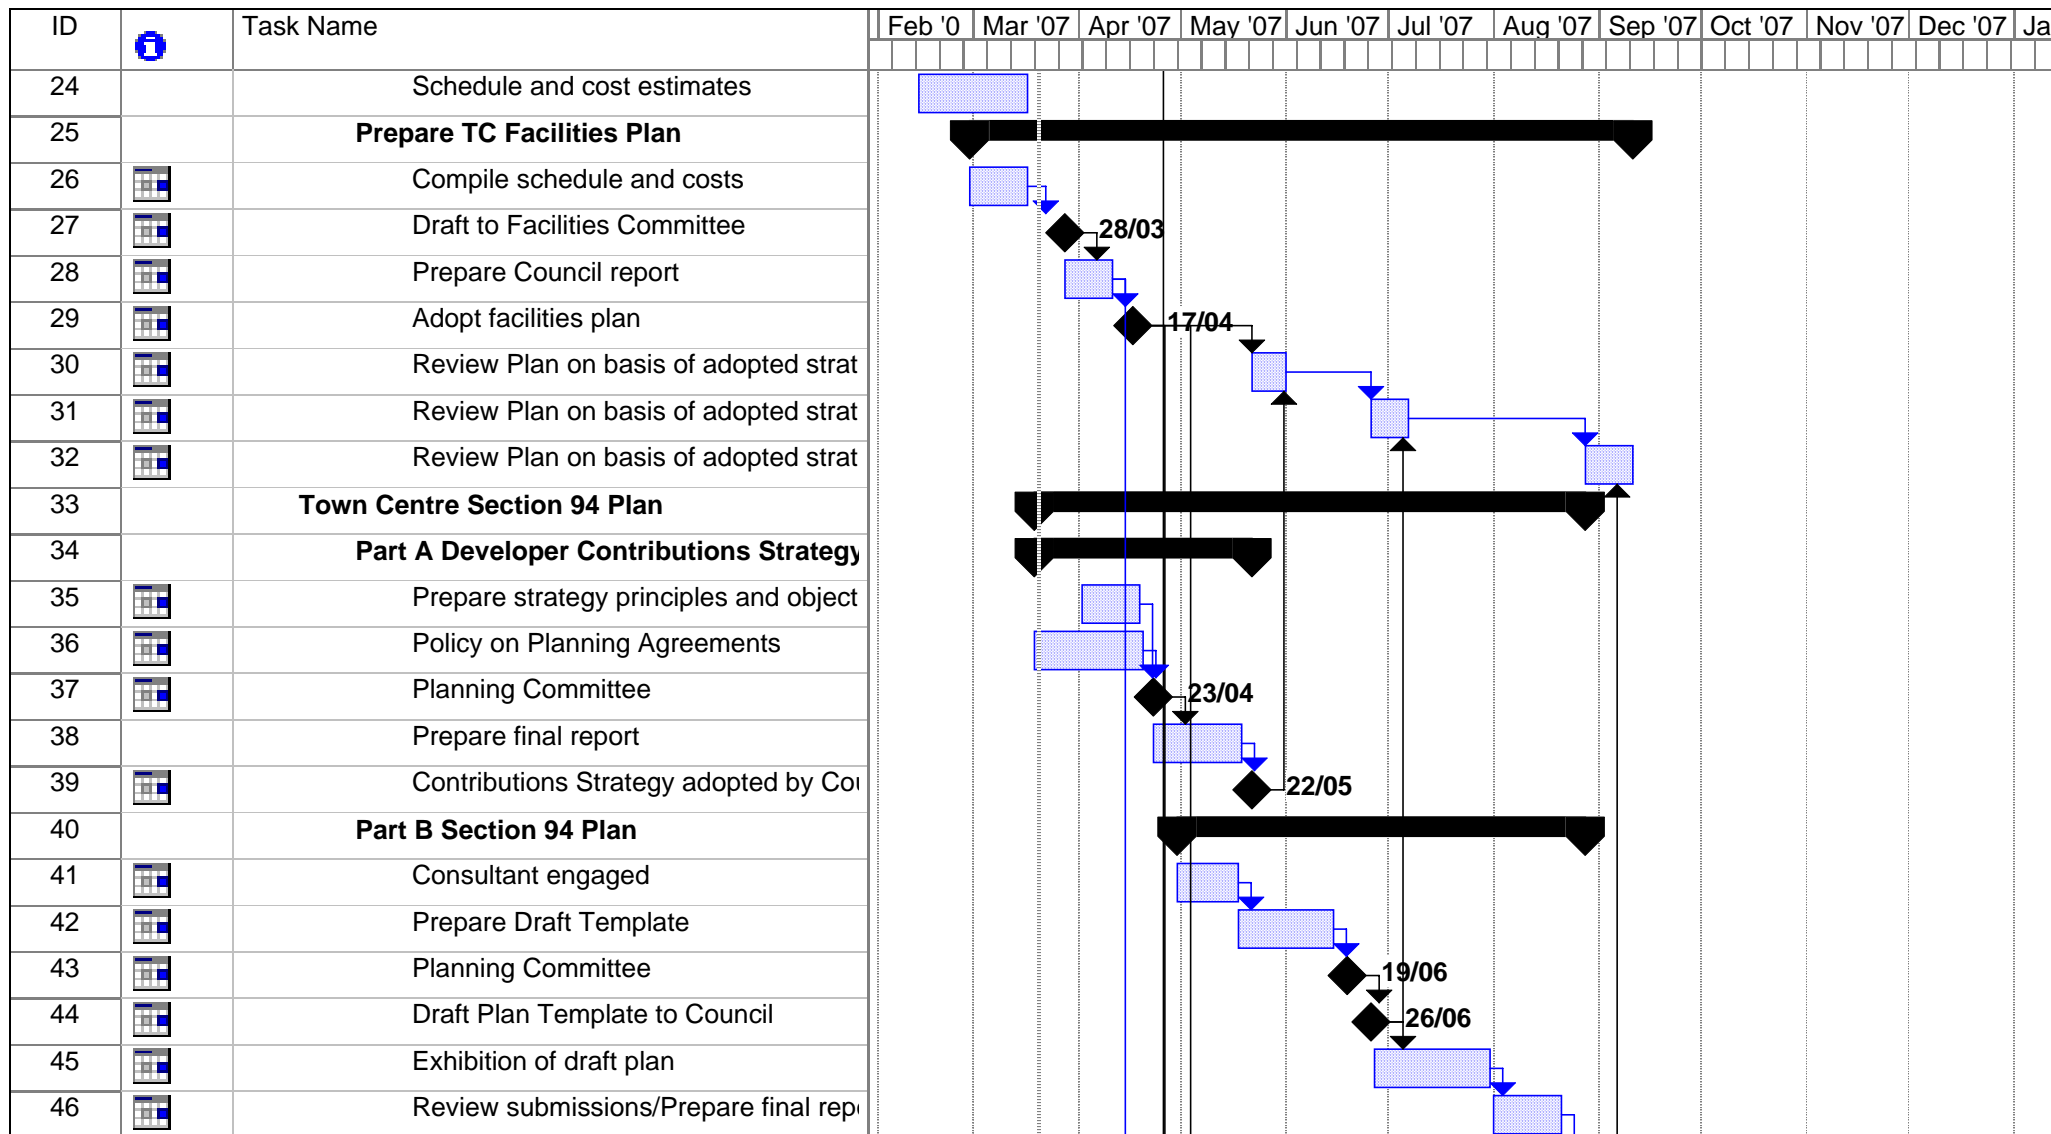 ID Task Name Feb '0 Mar '07 Apr '07 May '07 Jun '07 Jul '07 Aug '07 Sep '07 Oct '07 Nov '07 Dec '07 Ja
24 Schedule and cost estimates
25 Prepare TC Facilities Plan
26 Compile schedule and costs
27 Draft to Facilities Committee 28/03
28 Prepare Council report
29 Adopt facilities plan 17/04
30 Review Plan on basis of adopted strat
31 Review Plan on basis of adopted strat
32 Review Plan on basis of adopted strat
33 Town Centre Section 94 Plan
34 Part A Developer Contributions Strategy
35 Prepare strategy principles and object
36 Policy on Planning Agreements
37 Planning Committee 23/04
38 Prepare final report
39 Contributions Strategy adopted by Cou 22/05
40 Part B Section 94 Plan
41 Consultant engaged
42 Prepare Draft Template
43 Planning Committee 19/06
44 Draft Plan Template to Council 26/06
45 Exhibition of draft plan
46 Review submissions/Prepare final repo